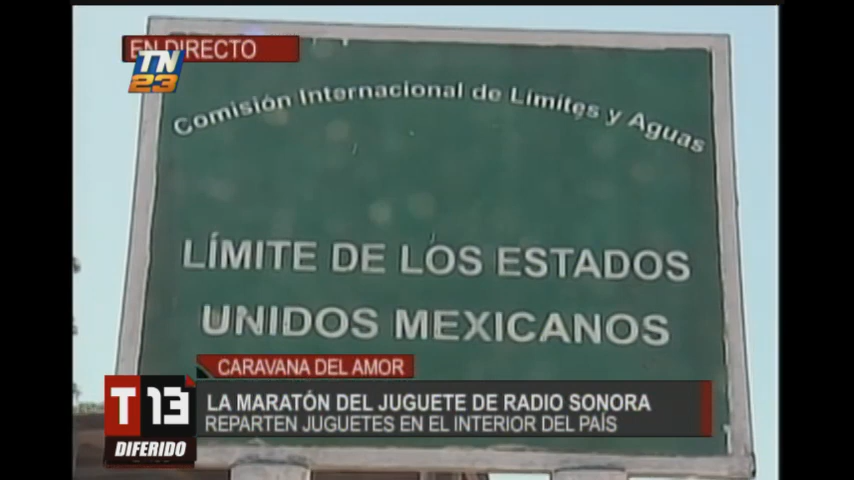 EN DIRECTO
TN
23
Comisión Internacional de Límites y Aguas
LÍMITE DE LOS ESTADOS
UNIDOS MEXICANOS
CARAVANA DEL AMOR
T13
LA MARATÓN DEL JUGUETE DE RADIO SONORA
REPARTEN JUGUETES EN EL INTERIOR DEL PAÍS
DIFERIDO